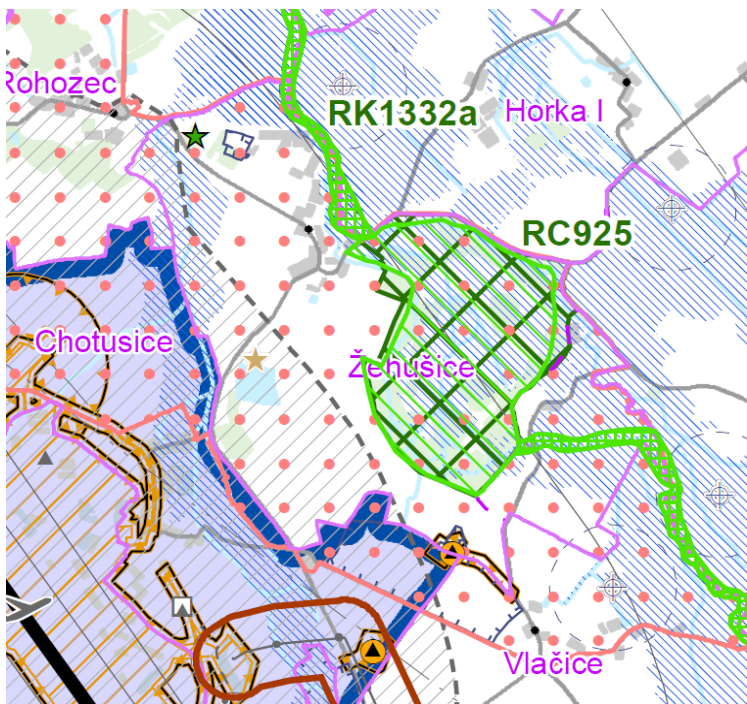 Rohozec
RK1332a
Horka I
RC925
Chotusice
Žehušice
Vlačice